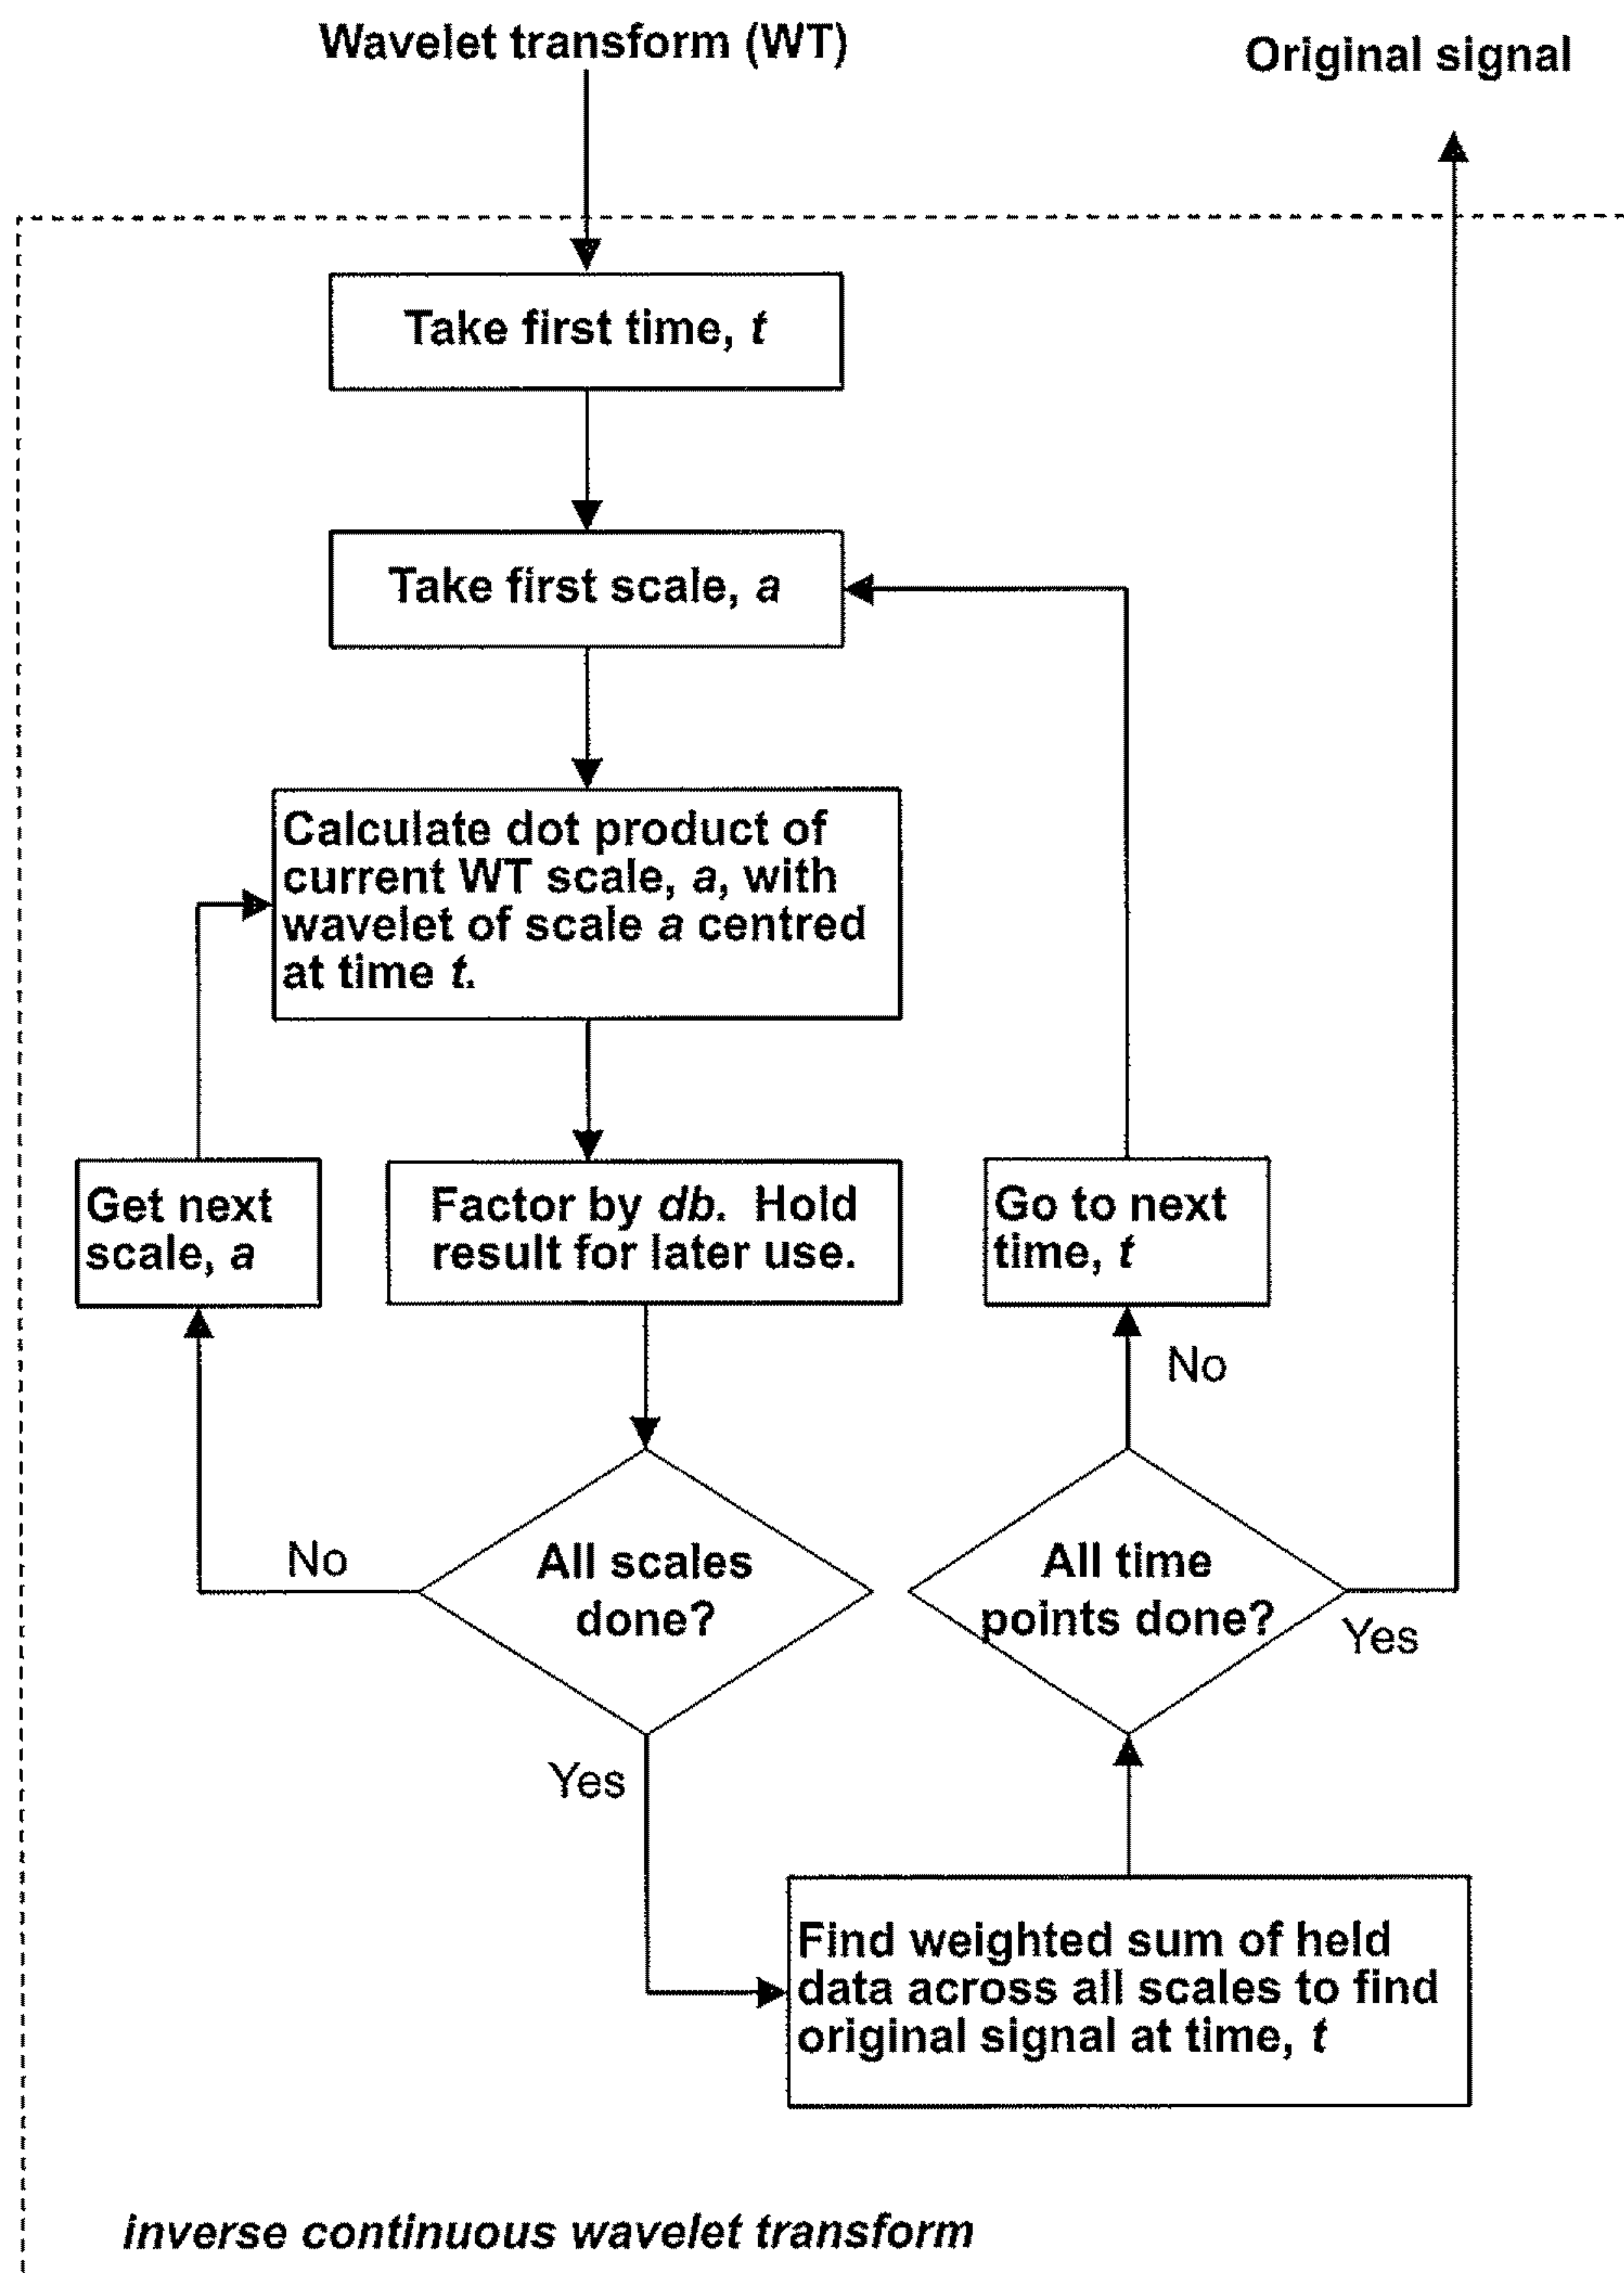 Wavelet transform (WT)
Original signal
Take first time, t
Take first scale, a
Calculate dot product of
current WT scale, a, with
wavelet of scale a centred
at time t.
Get next
scale, a
Factor by db. Hold
result for later use.
Go to next
time, t
No
No
All scales
done?
All time
points done?
Yes
Yes
Find weighted sum of held
data across all scales to find
original signal at time, t
inverse continuous wavelet transform